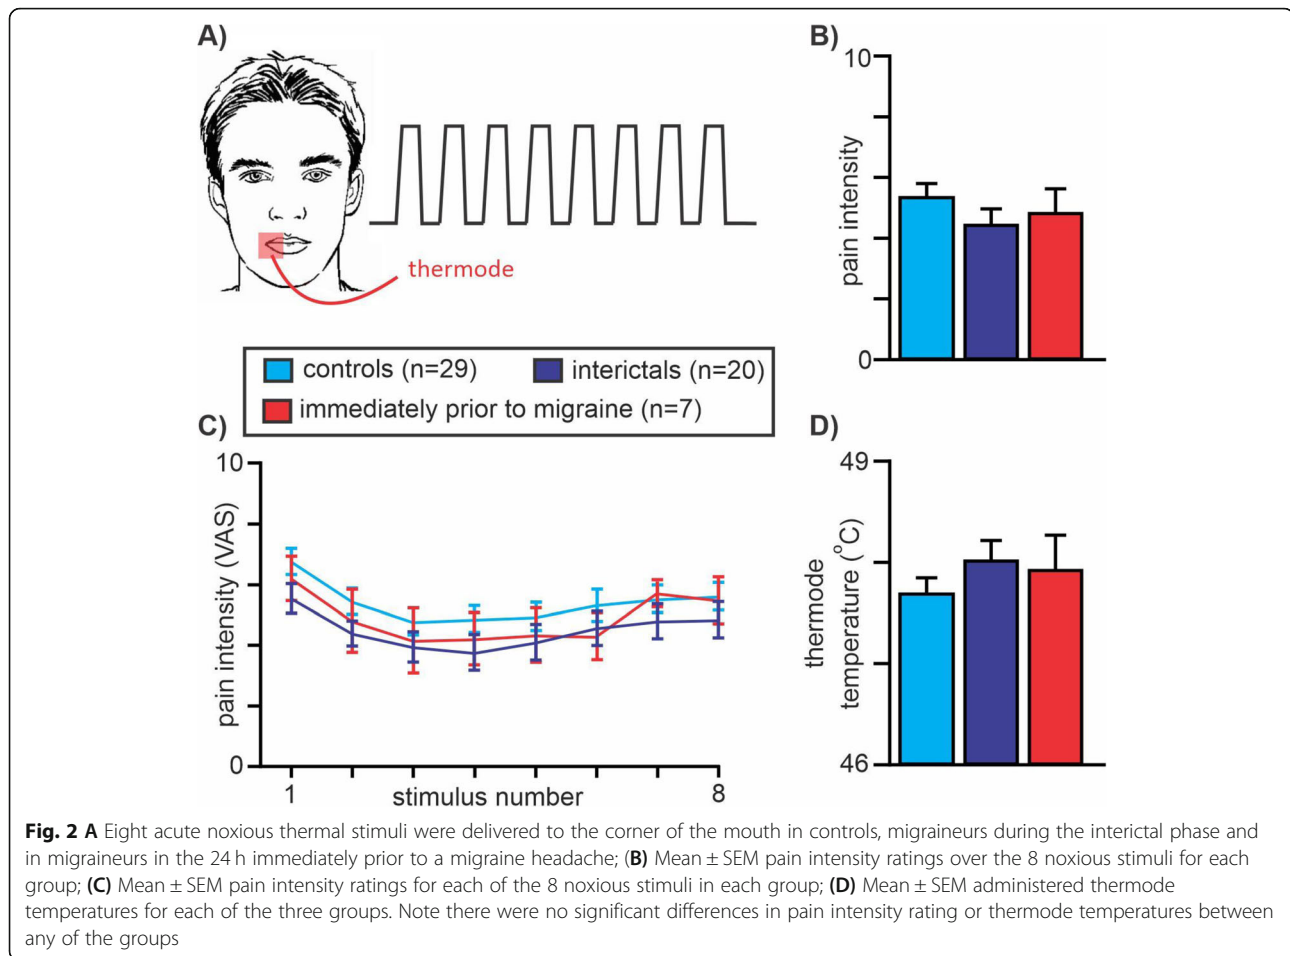 A)
thermode
B)
10
pain intensity
0
controls (n=29)
interictals (n=20)
immediately prior to migraine (n=7)
C)
10
pain intensity (VAS)
0
1
stimulus number
8
D)
49
thermode
temperature (°C)
46
Fig. 2 A Eight acute noxious thermal stimuli were delivered to the corner of the mouth in controls, migraineurs during the interictal phase and
in migraineurs in the 24 h immediately prior to a migraine headache; (B) Mean ± SEM pain intensity ratings over the 8 noxious stimuli for each
group; (C) Mean ± SEM pain intensity ratings for each of the 8 noxious stimuli in each group; (D) Mean ± SEM administered thermode
temperatures for each of the three groups. Note there were no significant differences in pain intensity rating or thermode temperatures between
any of the groups